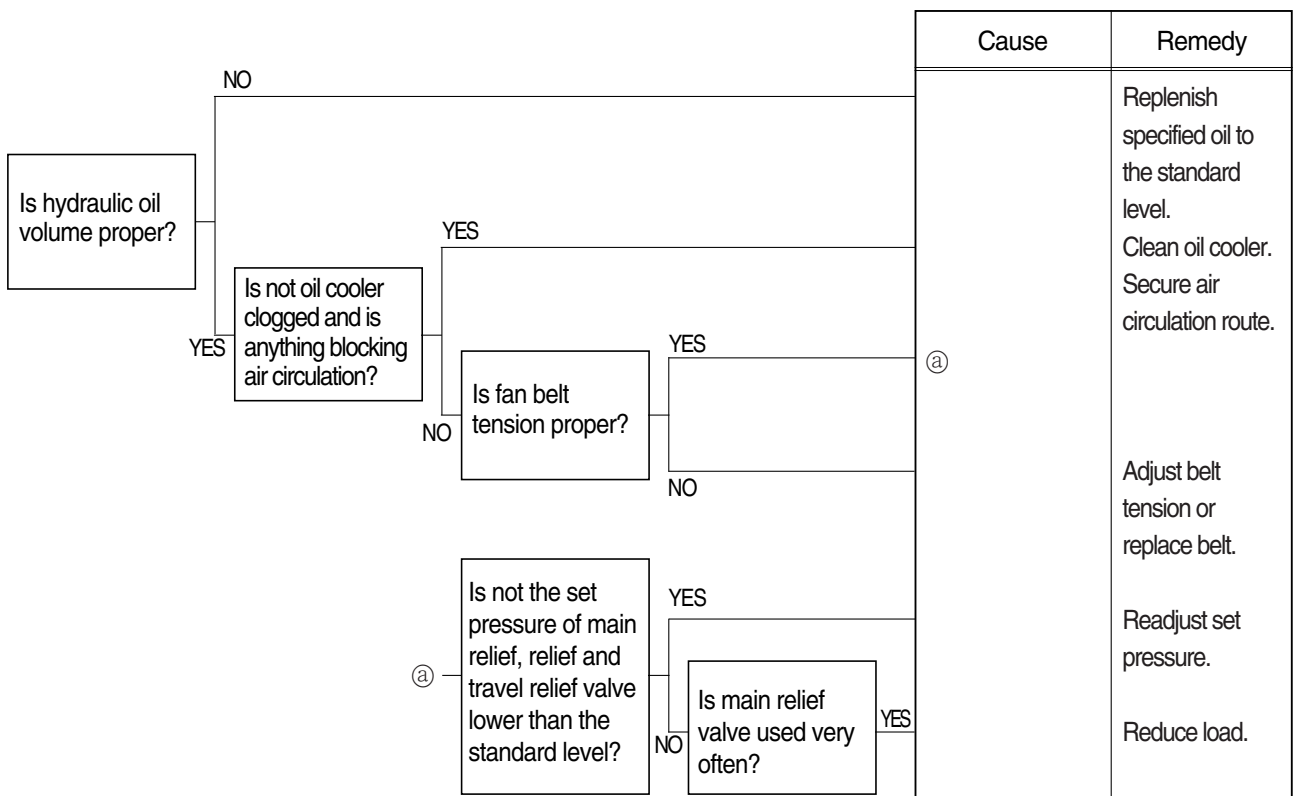 Cause
Remedy
NO
Replenish
specified oil to
the standard
level.
Is hydraulic oil
volume proper?
YES
Clean oil cooler.
Secure air
circulation route.
YES
Is not oil cooler
clogged and is
anything blocking
air circulation?
YES
ⓐ
NO
Is fan belt
tension proper?
NO
Adjust belt
tension or
replace belt.
ⓐ
Is not the set
pressure of main
relief, relief and
travel relief valve
lower than the
standard level?
YES
Readjust set
pressure.
NO
Is main relief
valve used very
often?
YES
Reduce load.